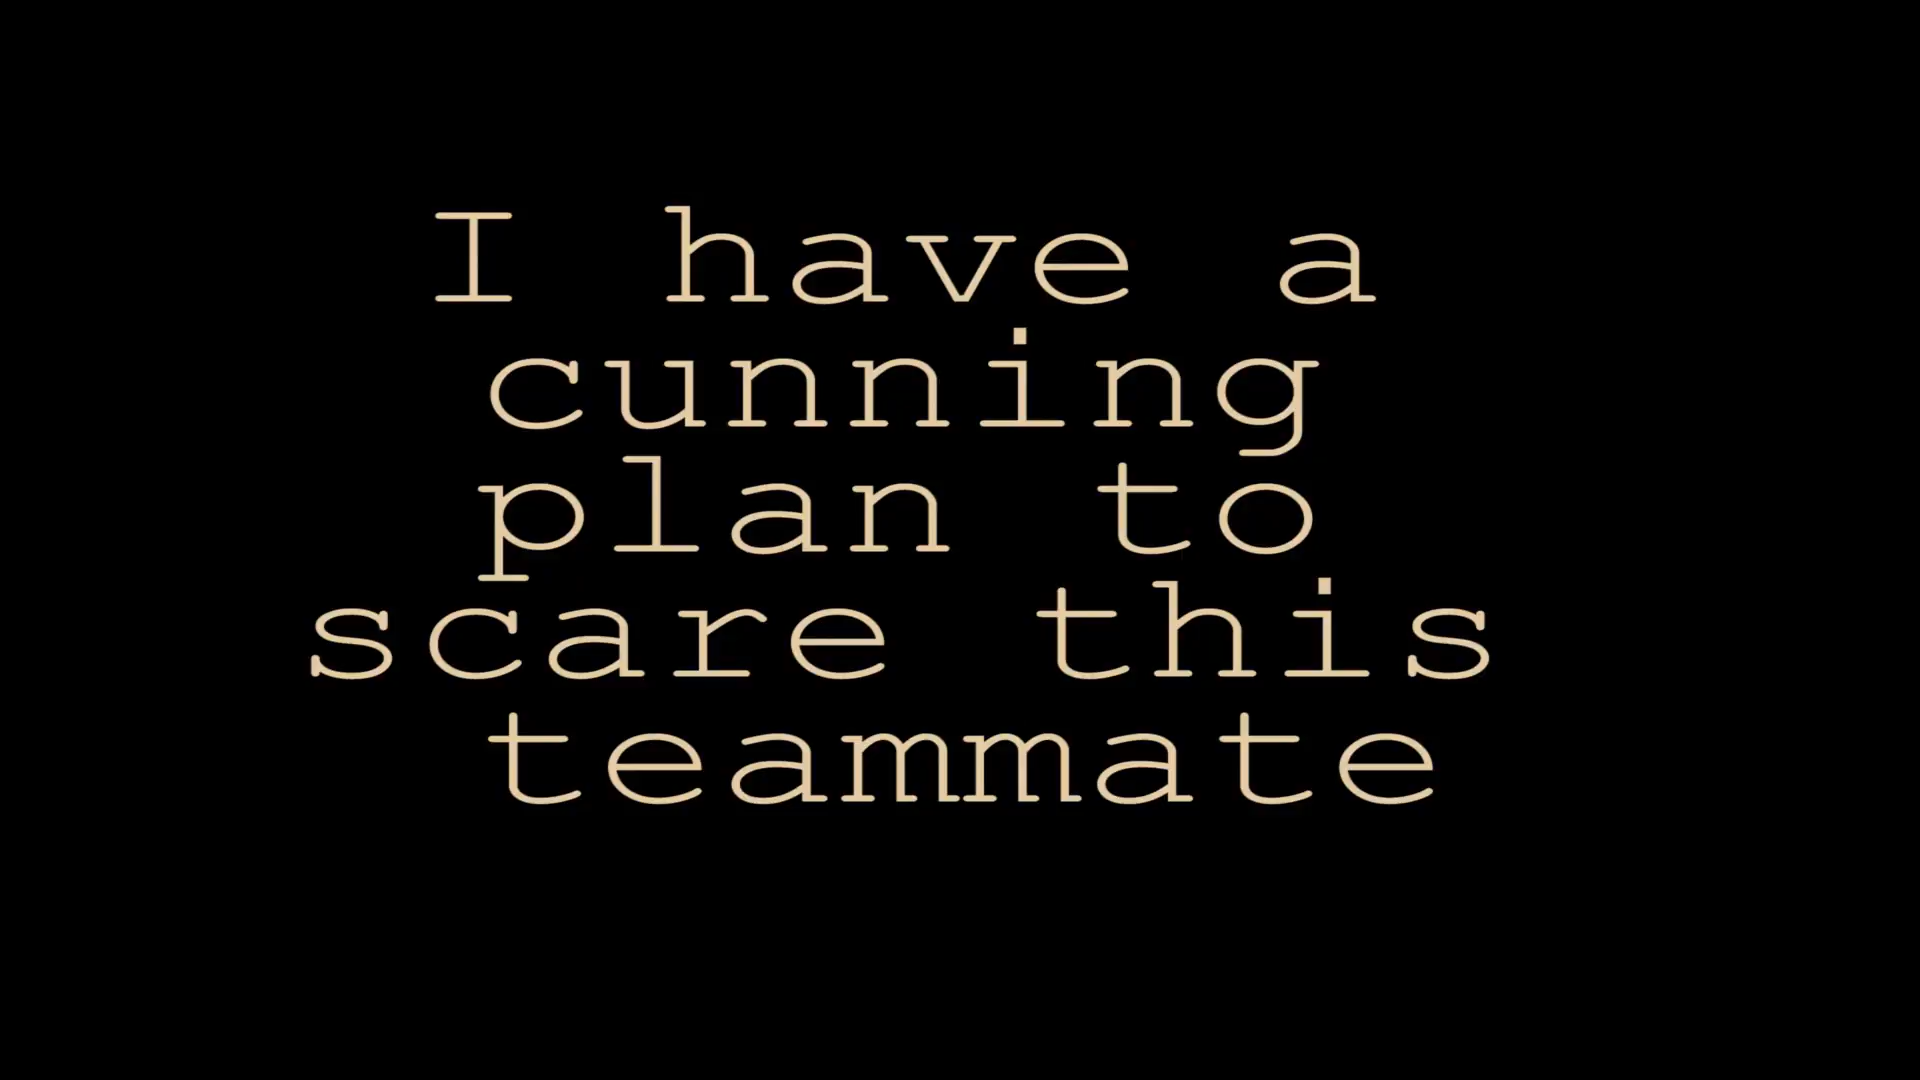 I have a
cunning
plan to
scare this
teammate